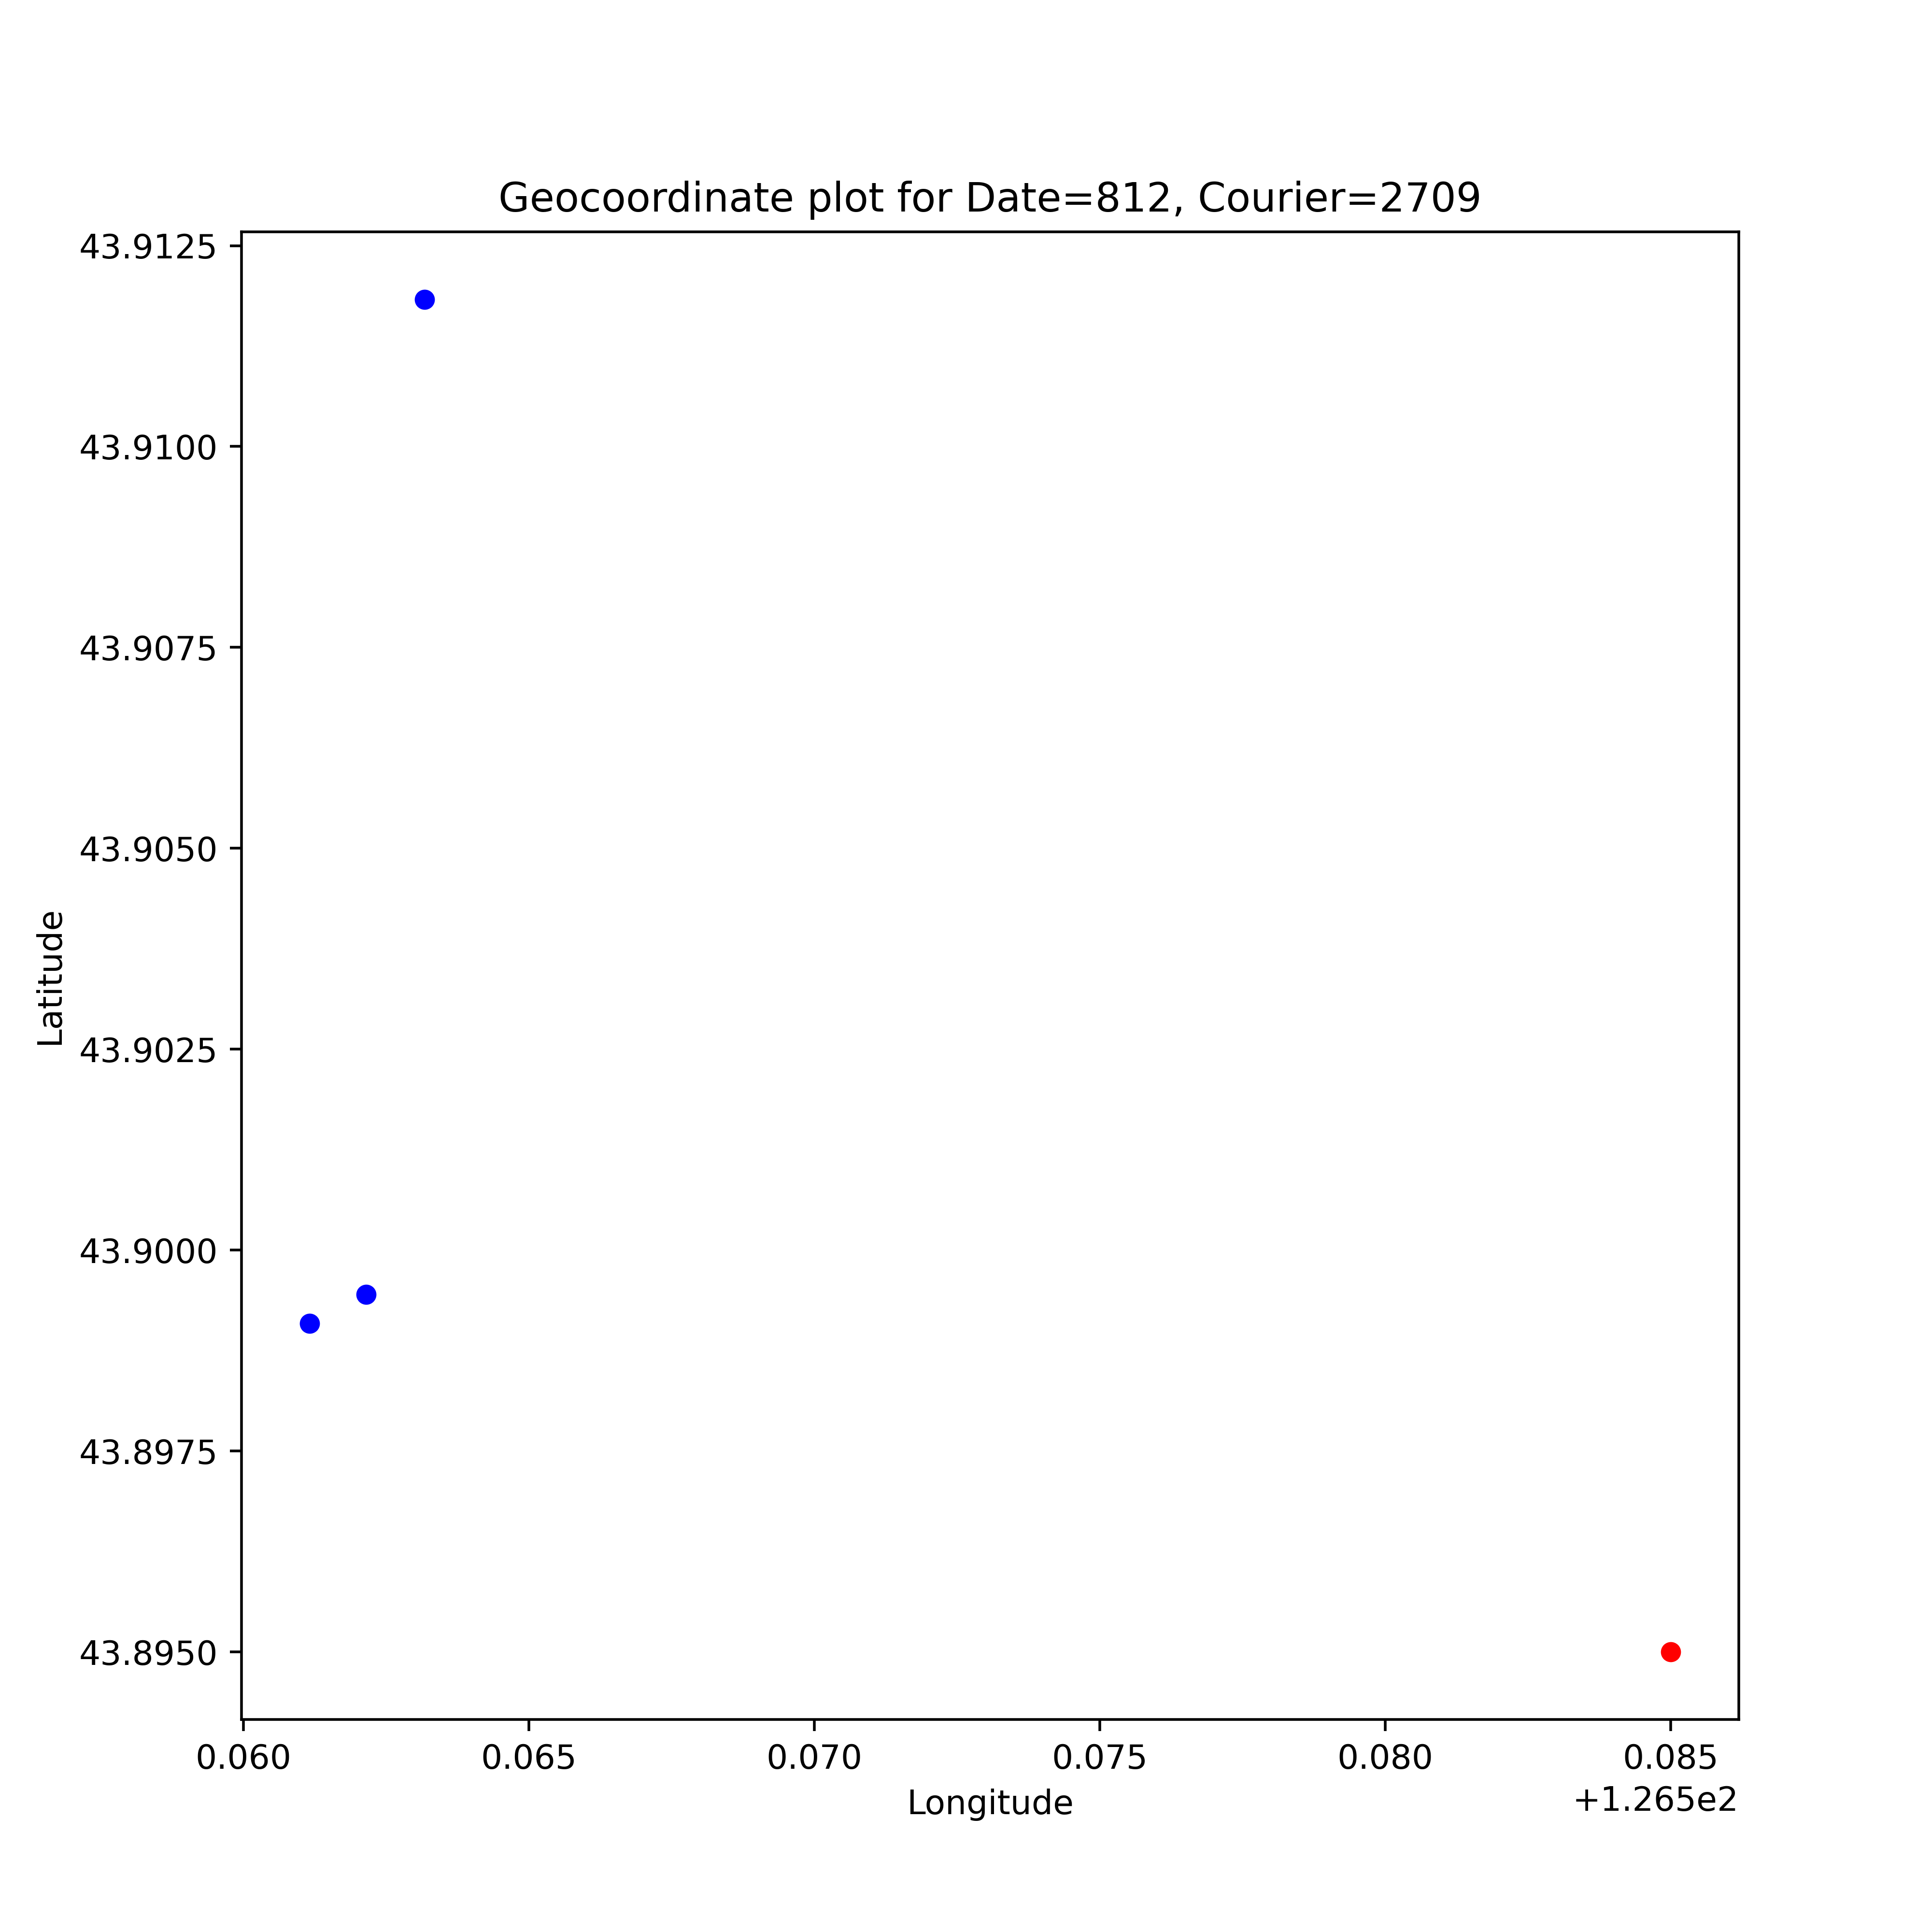 Geocoordinate plot for Date=812, Courier=2709
43.9125
43.9100
43.9075
43.9050
43.9025
43.9000
43.8975
43.8950
Latitude
0.060 0.065 0.070 0.075 0.080 0.085
+1.265e2
Longitude